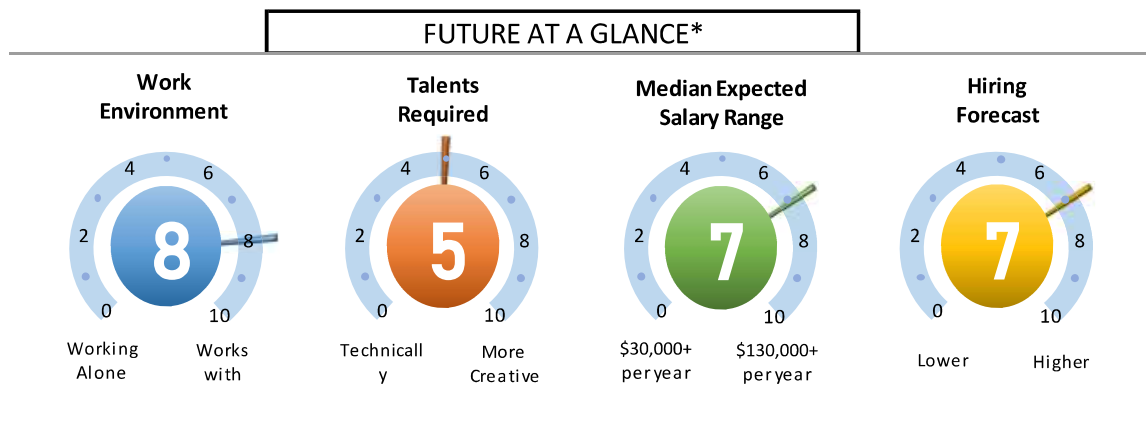 FUTURE AT A GLANCE*
Work
Environment
4
6
2
8
8
0
10
Working
Alone
Works
with
Talents
Required
4
6
2
8
5
0
10
Technicall
y
More
Creative
Median Expected
Salary Range
4
6
2
8
7
0
10
$30,000+
per year
$130,000+
per year
Hiring
Forecast
4
6
2
8
7
0
10
Lower
Higher